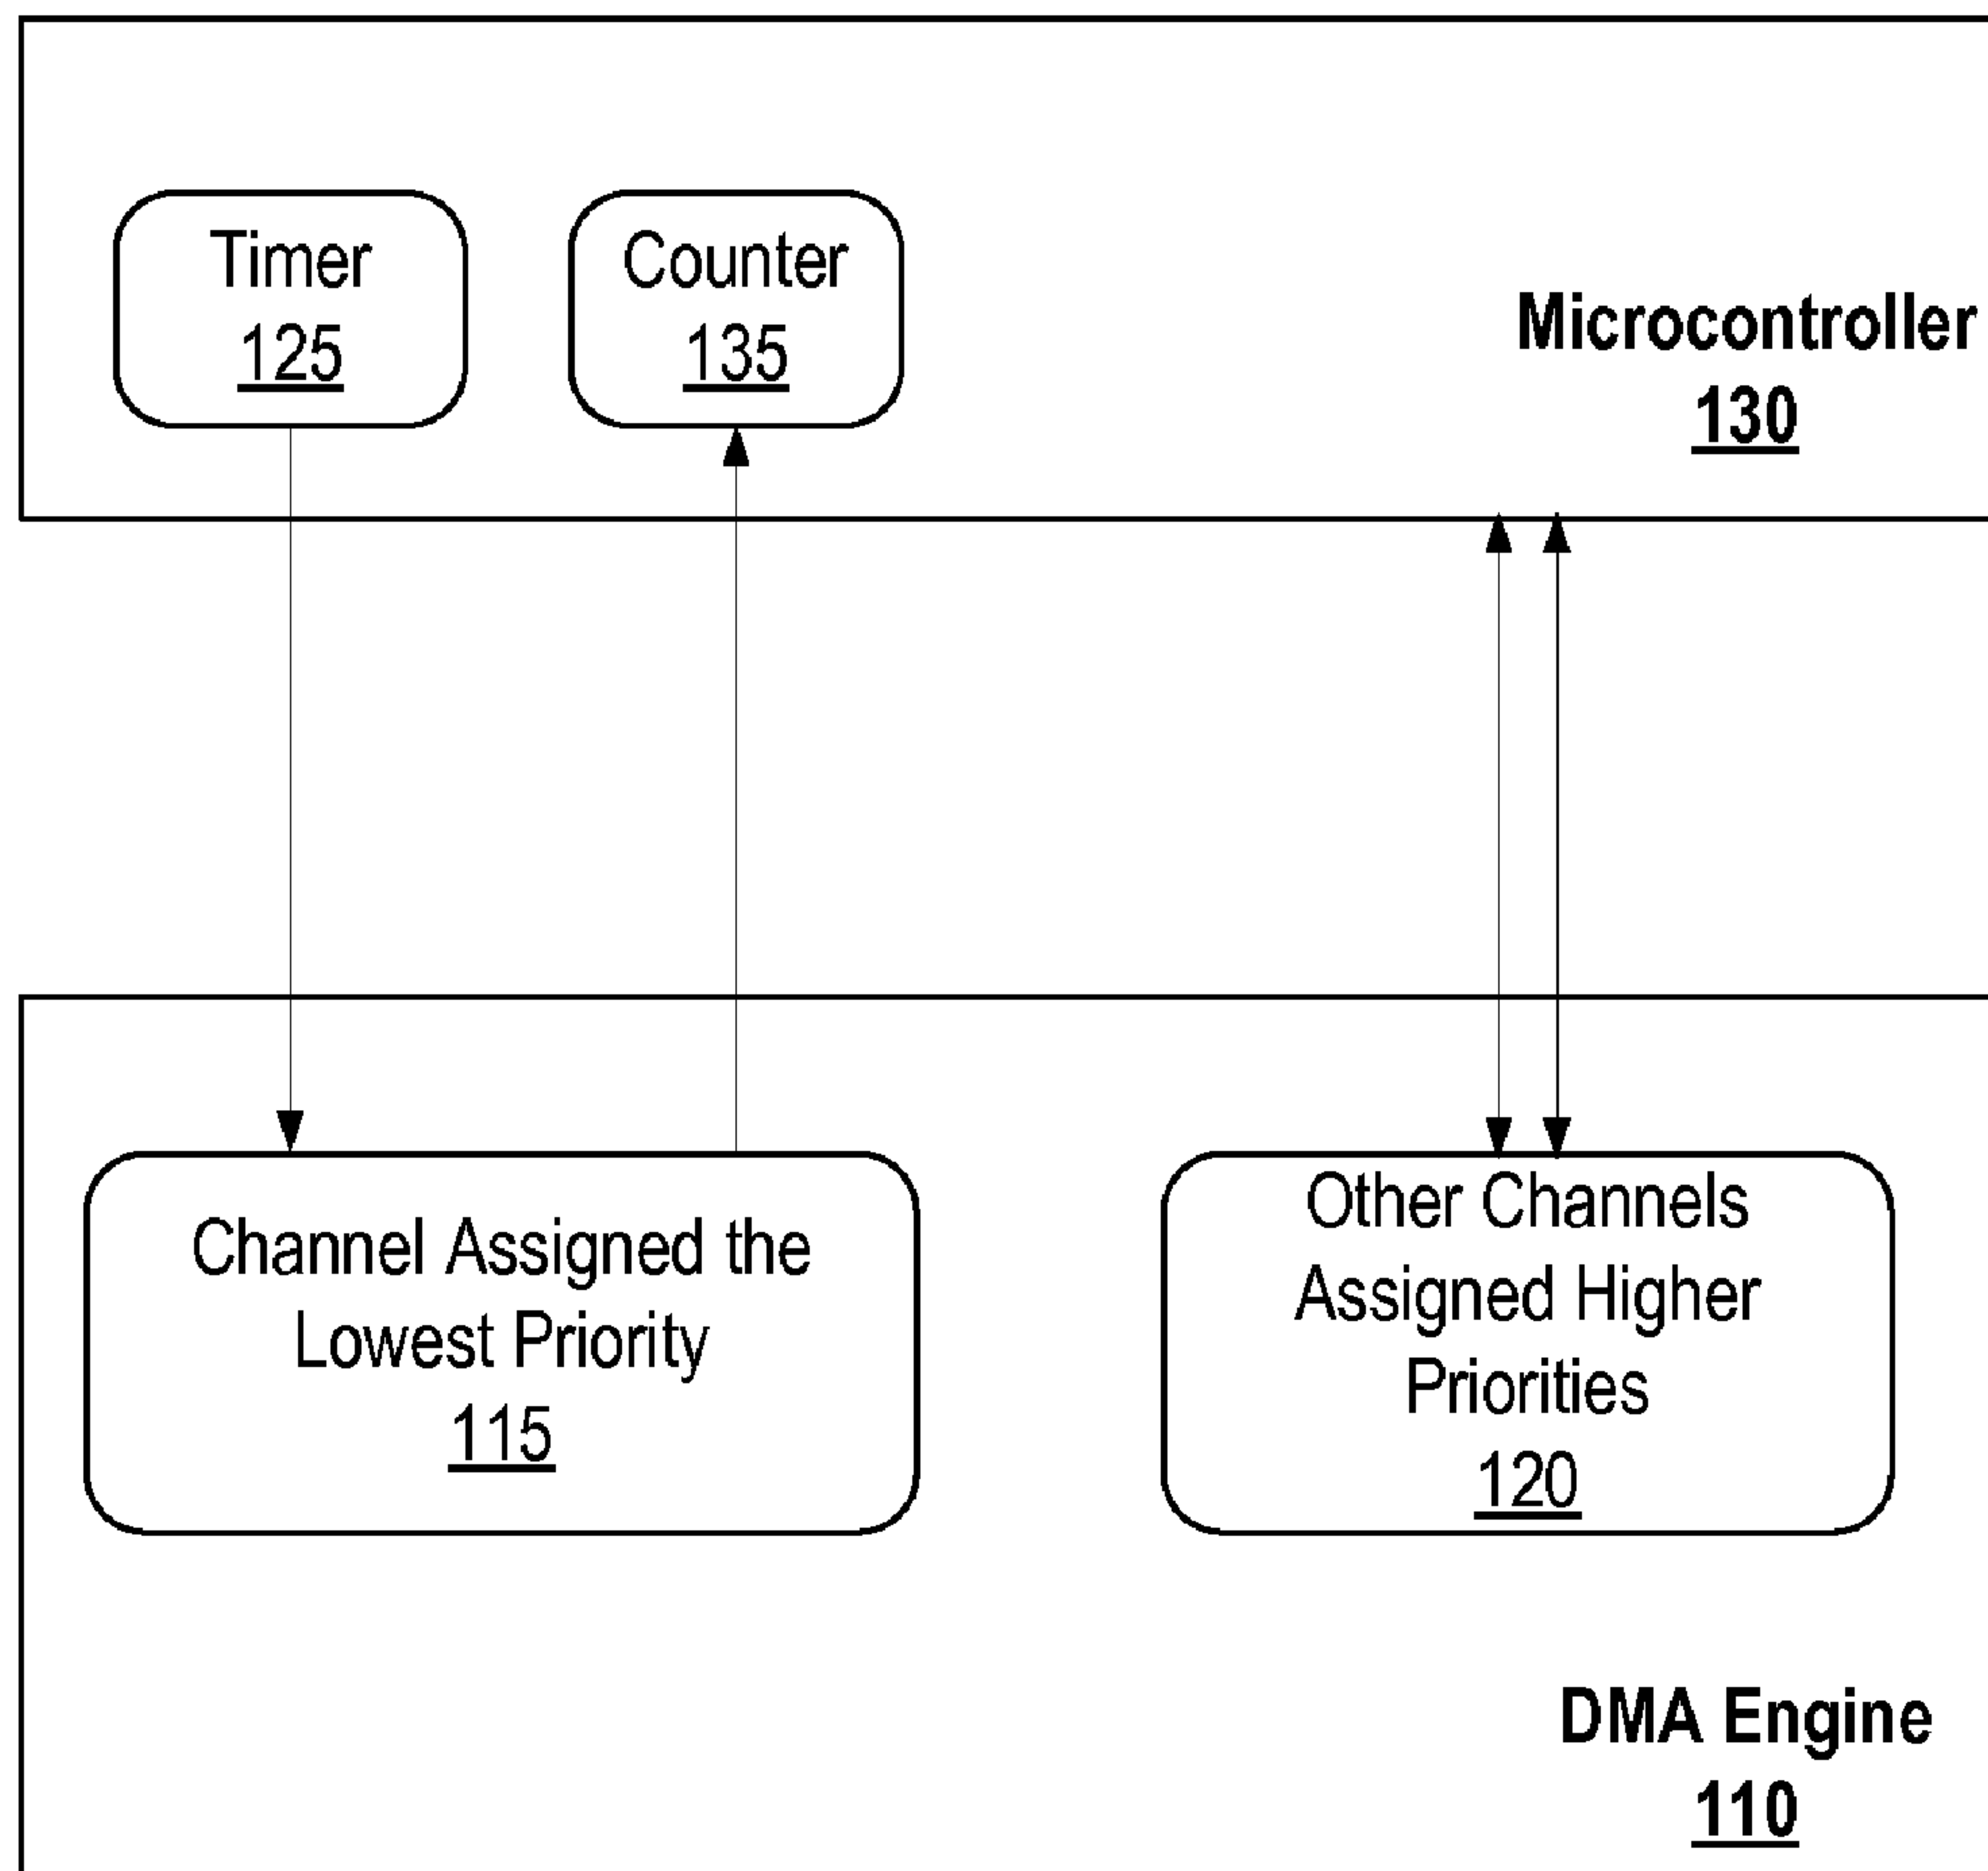 Timer
125
Counter
135
Microcontroller
130
Channel Assigned the
Lowest Priority
115
Other Channels
Assigned Higher
Priorities
120
DMA Engine
110